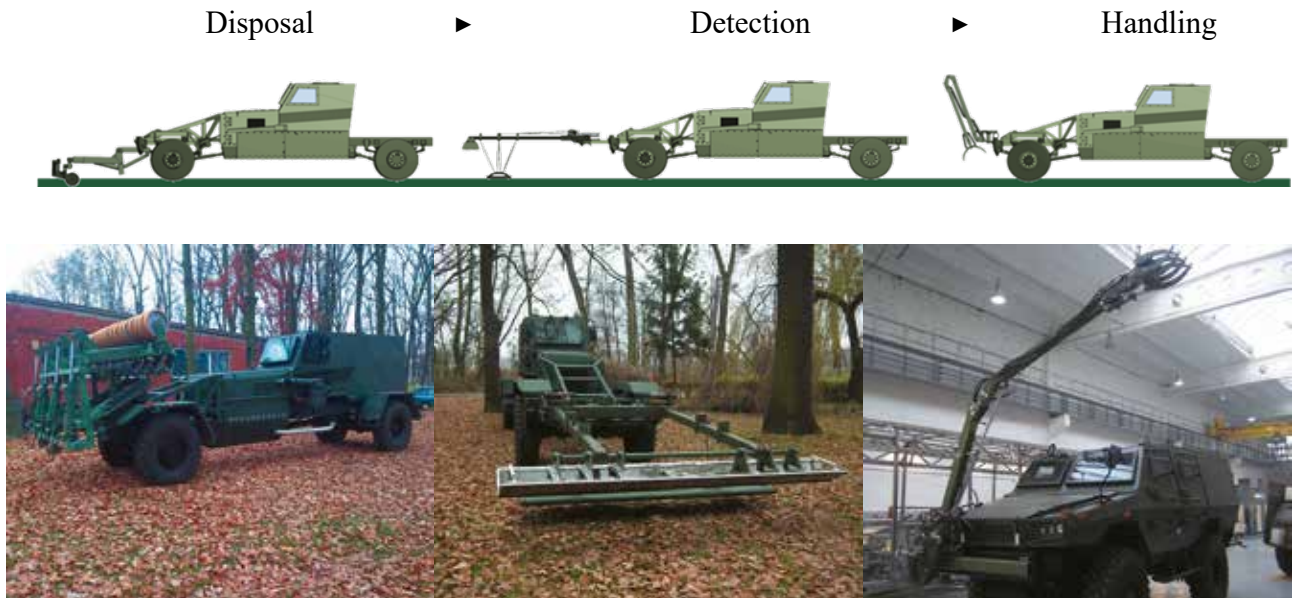 Disposal ► Detection ► Handling